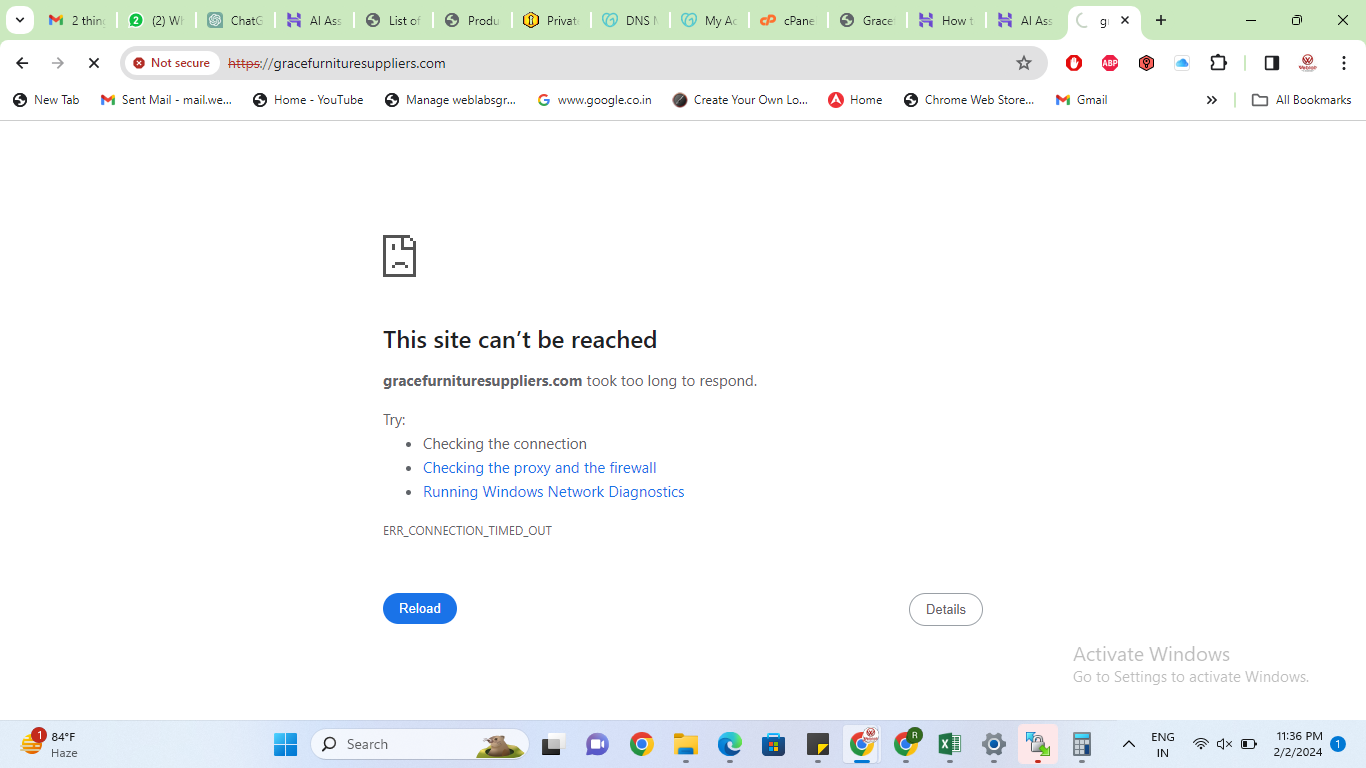 2 thing
(2) Wh
ChatG
AI Ass
List of
Produ
Privat
DNS M
My Ac
cPane
Grace
How t
AI Ass
gr
Not secure
https://gracefurnituresuppliers.com
ABP
New Tab
Sent Mail - mail.we...
Home - YouTube
Manage weblabsgr...
www.google.co.in
Create Your Own Lo...
Home
Chrome Web Store...
Gmail
All Bookmarks
This site can’t be reached
gracefurnituresuppliers.com took too long to respond.
Try:
• Checking the connection
• Checking the proxy and the firewall
• Running Windows Network Diagnostics
ERR_CONNECTION_TIMED_OUT
Reload
Details
Activate Windows
Go to Settings to activate Windows.
1
84°F
Haze
Search
R
ENG
IN
11:36 PM
2/2/2024
1